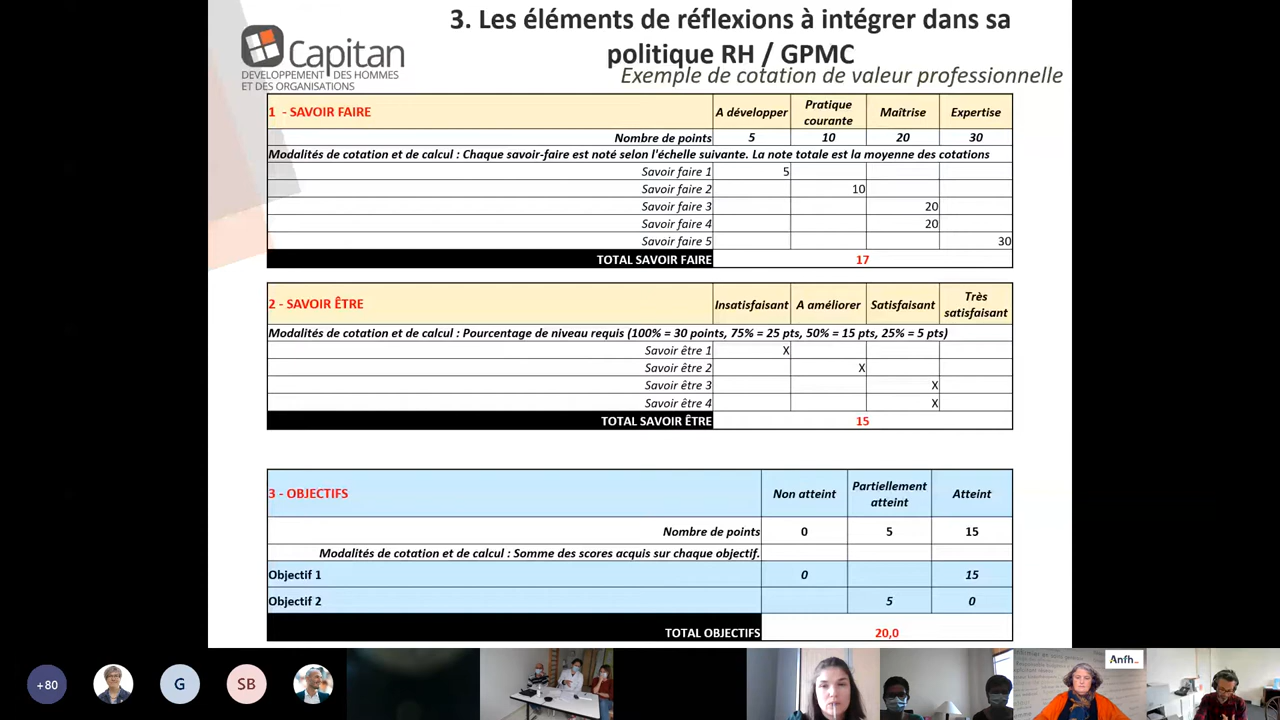 3. Les éléments de réflexions à intégrer dans sa
politique RH / GPMC
Exemple de cotation de valeur professionnelle
Capitan
DEVELOPPEMENT DES HOMMES
ET DES ORGANISATIONS
1 - SAVOIR FAIRE A développer Pratique courante Maîtrise Expertise
Nombre de points 5 10 20 30
Modalités de cotation et de calcul : Chaque savoir-faire est noté selon l'échelle suivante. La note totale est la moyenne des cotations
Savoir faire 1 5
Savoir faire 2 10
Savoir faire 3 20
Savoir faire 4 20
Savoir faire 5 30
TOTAL SAVOIR FAIRE 17
2 - SAVOIR ÊTRE Insatisfaisant A améliorer Satisfaisant Très satisfaisant
Modalités de cotation et de calcul : Pourcentage de niveau requis (100% = 30 points, 75% = 25 pts, 50% = 15 pts, 25% = 5 pts)
Savoir être 1 X
Savoir être 2 X
Savoir être 3 X
Savoir être 4 X
TOTAL SAVOIR ÊTRE 15
3 - OBJECTIFS Non atteint Partiellement atteint Atteint
Nombre de points 0 5 15
Modalités de cotation et de calcul : Somme des scores acquis sur chaque objectif.
Objectif 1 0 15
Objectif 2 5 0
TOTAL OBJECTIFS 20,0
+80 G SB Anfh